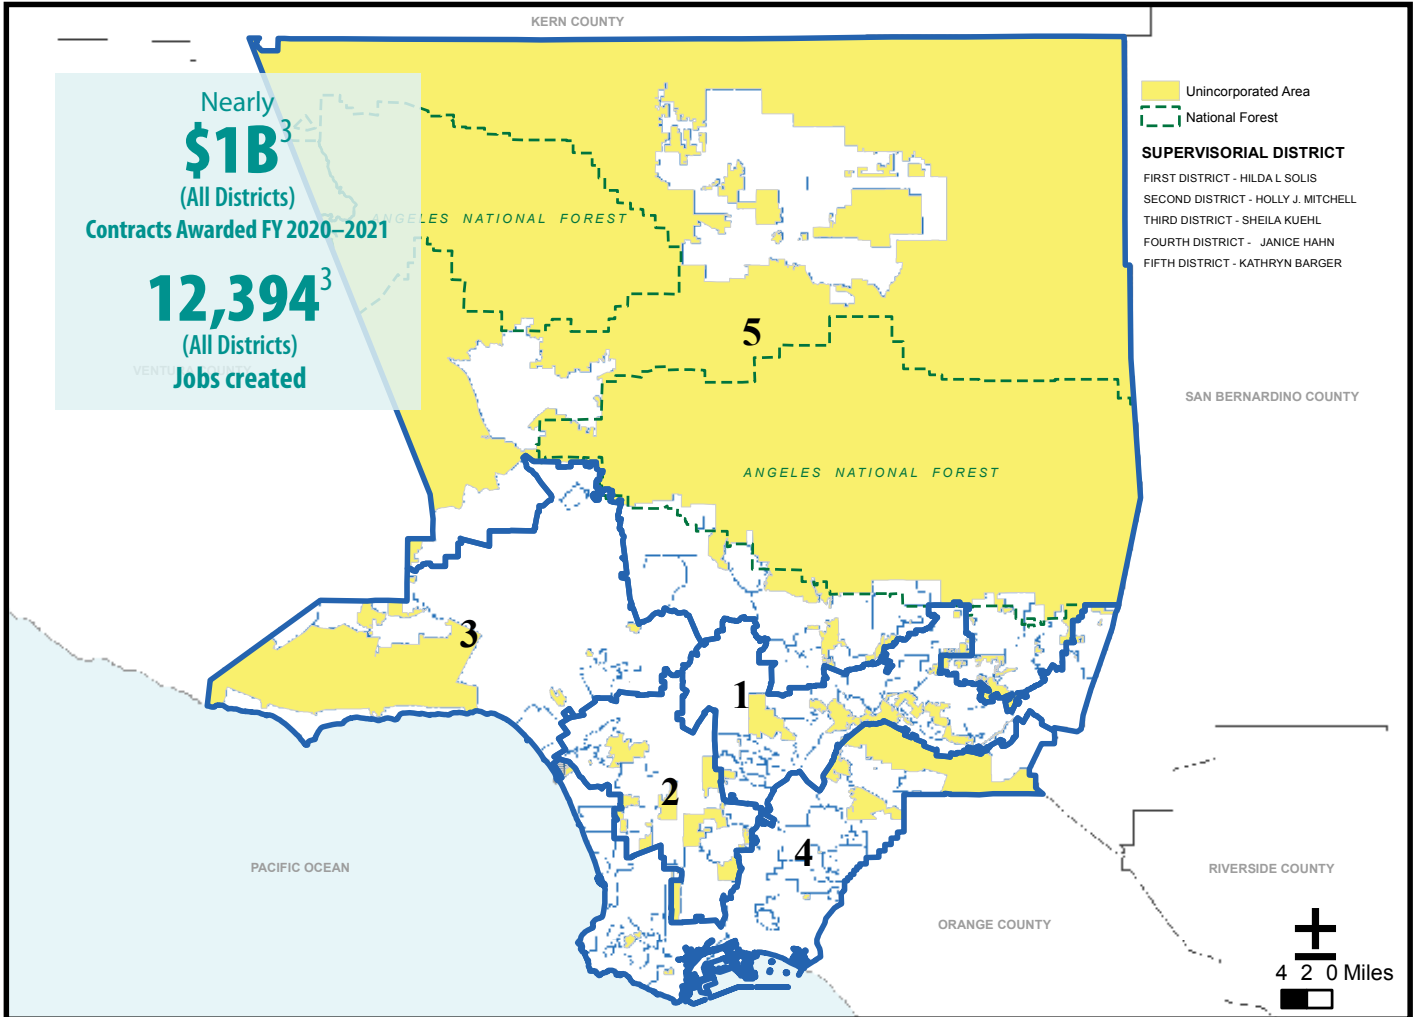 KERN COUNTY
Nearly
$1B3
(All Districts)
Contracts Awarded FY 2020–2021
12,3943
(All Districts)
Jobs created
VENTURA COUNTY
ANGELES NATIONAL FOREST
Unincorporated Area
National Forest
SUPERVISORIAL DISTRICT
FIRST DISTRICT - HILDA L SOLIS
SECOND DISTRICT - HOLLY J. MITCHELL
THIRD DISTRICT - SHEILA KUEHL
FOURTH DISTRICT - JANICE HAHN
FIFTH DISTRICT - KATHRYN BARGER
5
SAN BERNARDINO COUNTY
ANGELES NATIONAL FOREST
3
1
2
4
PACIFIC OCEAN
RIVERSIDE COUNTY
ORANGE COUNTY
4 2 0 Miles